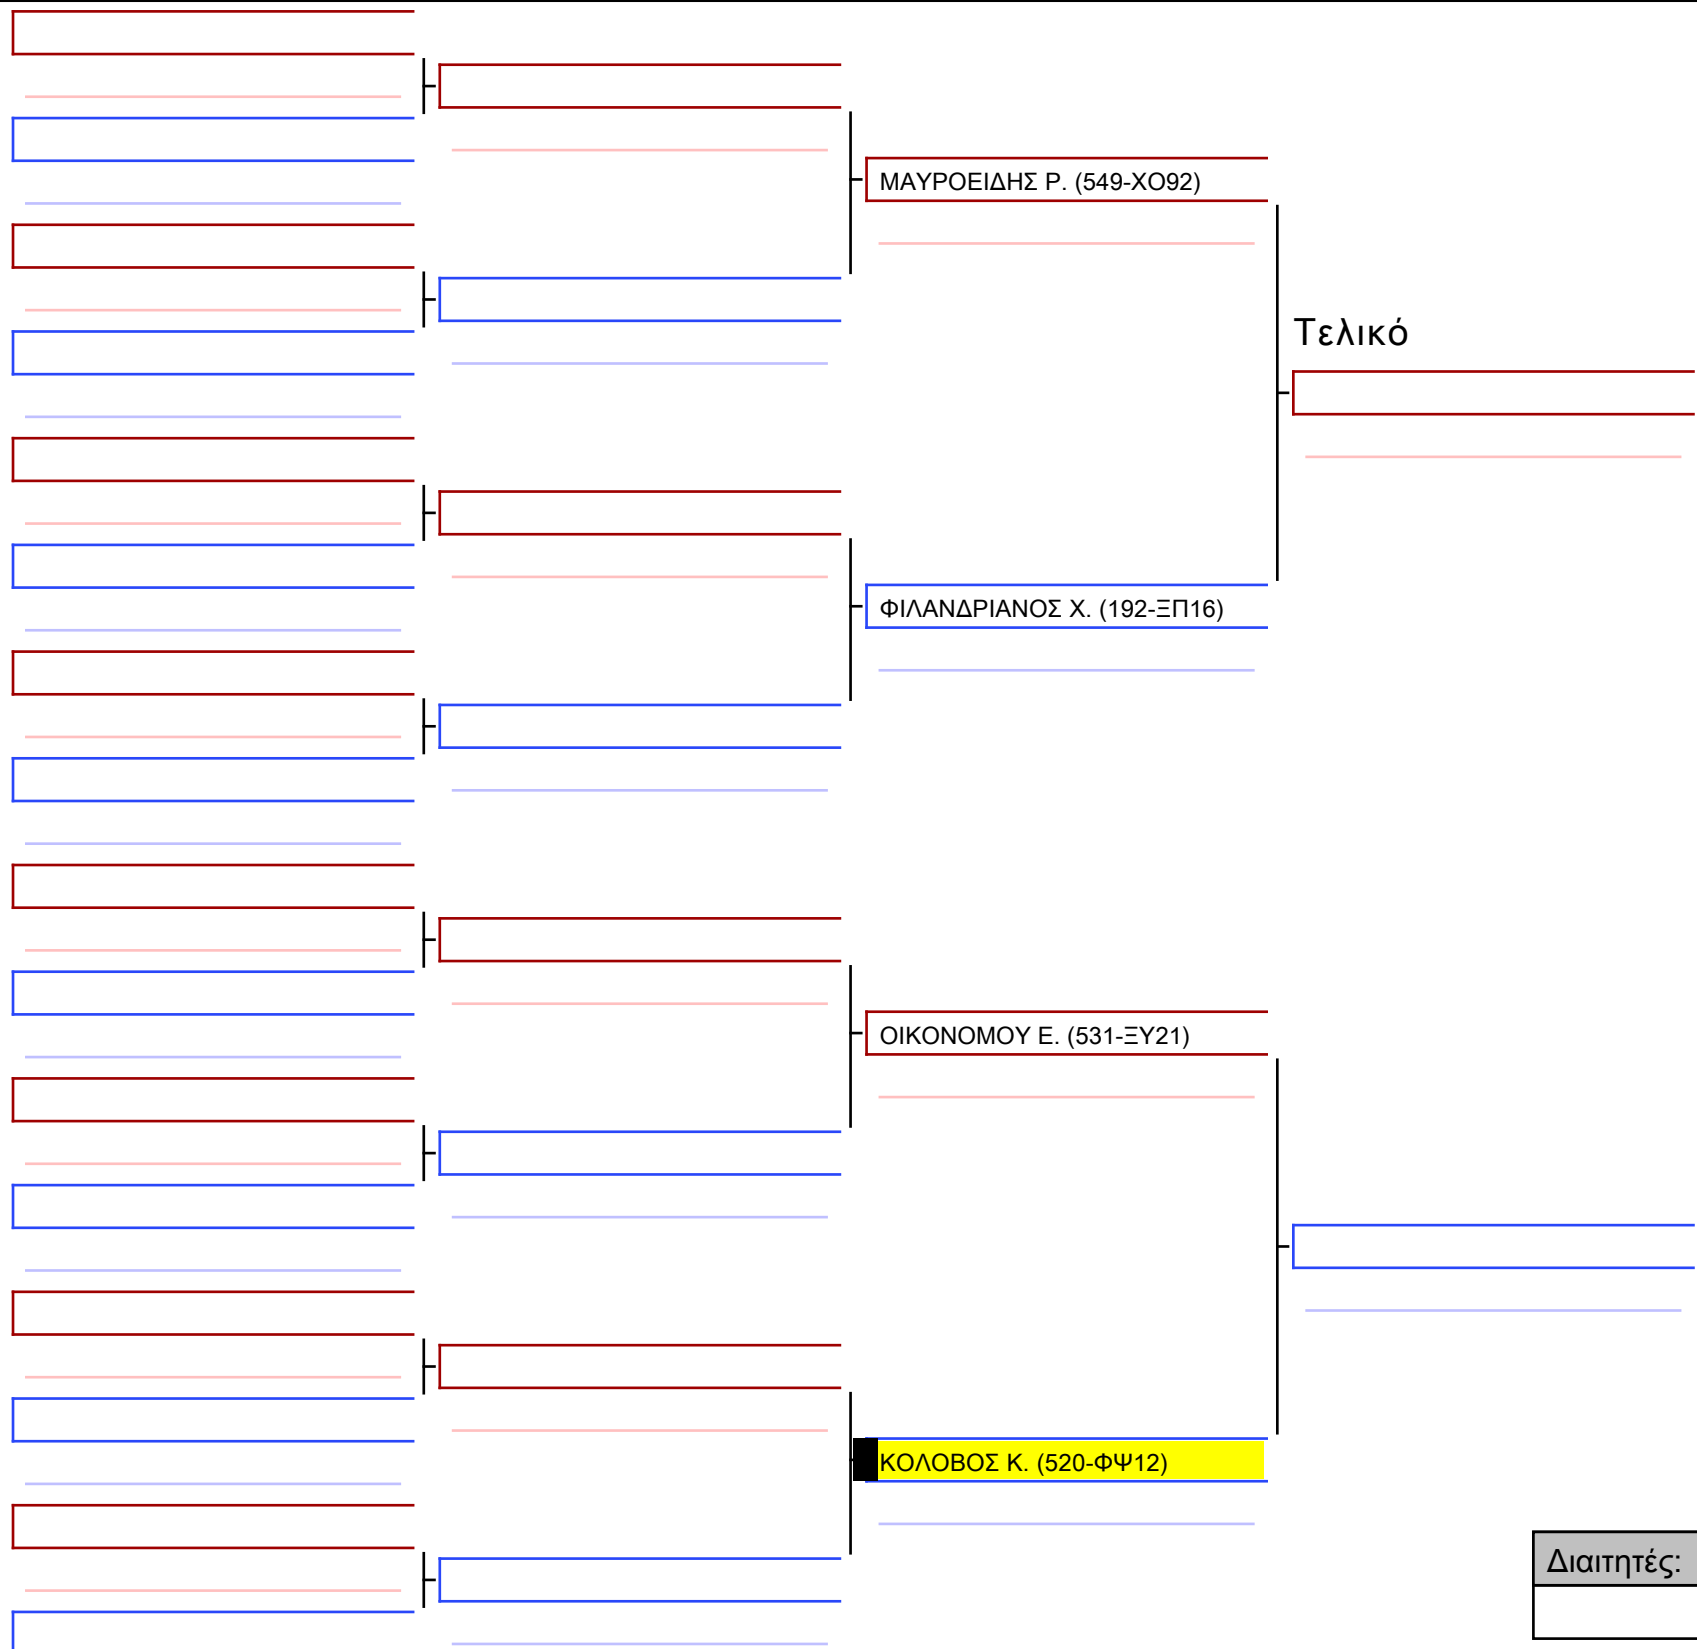 ΜΑΥΡΟΕΙΔΗΣ Ρ. (549-ΧΟ92)
Τελικό
ΦΙΛΑΝΔΡΙΑΝΟΣ Χ. (192-ΞΠ16)
ΟΙΚΟΝΟΜΟΥ Ε. (531-ΞΥ21)
ΚΟΛΟΒΟΣ Κ. (520-ΦΨ12)
Διαιτητές: